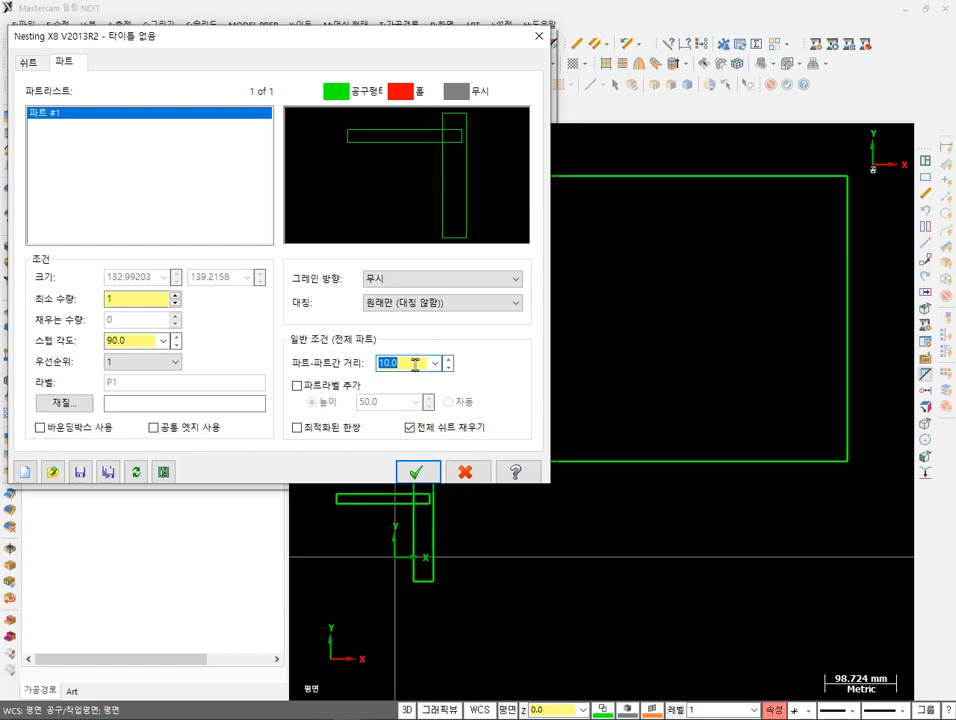 Mastercam 밀링 NEXT
Nesting X8 V2013R2 - 타이틀 없음
쉬트
파트
파트리스트:
1 of 1
공구형태
홀
무시
파트 #1
조건
크기:
132.99203
139.2158
최소 수량:
1
채우는 수량:
0
스텝 각도:
90.0
우선순위:
1
라벨:
P1
재질...
바운딩박스 사용
공통 엣지 사용
그레인 방향:
무시
대칭:
원래만 (대칭 않함))
일반 조건 (전체 파트)
파트-파트간 거리:
10.0
파트라벨 추가
높이
50.0
자동
최적화된 한쌍
전체 쉬트 채우기
Y
X
공
Y
X
Y
X
평면
98.724 mm
Metric
가공경로
Art
WCS: 평면 공구/작업평면: 평면
3D
그래픽뷰
WCS
평면
Z
0.0
레벨
1
속성
그룹